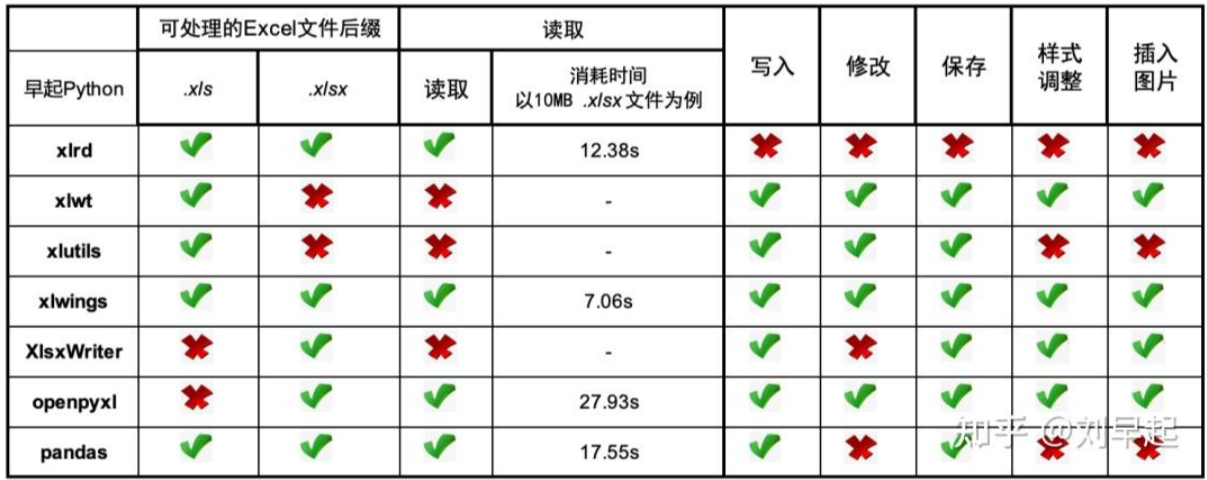 可处理的Excel文件后缀 读取 写入 修改 保存 样式调整 插入图片
早起Python .xls .xlsx 读取 消耗时间
以10MB .xlsx 文件为例
xlrd 12.38s
xlwt -
xlutils -
xlwings 7.06s
XlsxWriter -
openpyxl 27.93s
pandas 17.55s
知乎 @刘早起